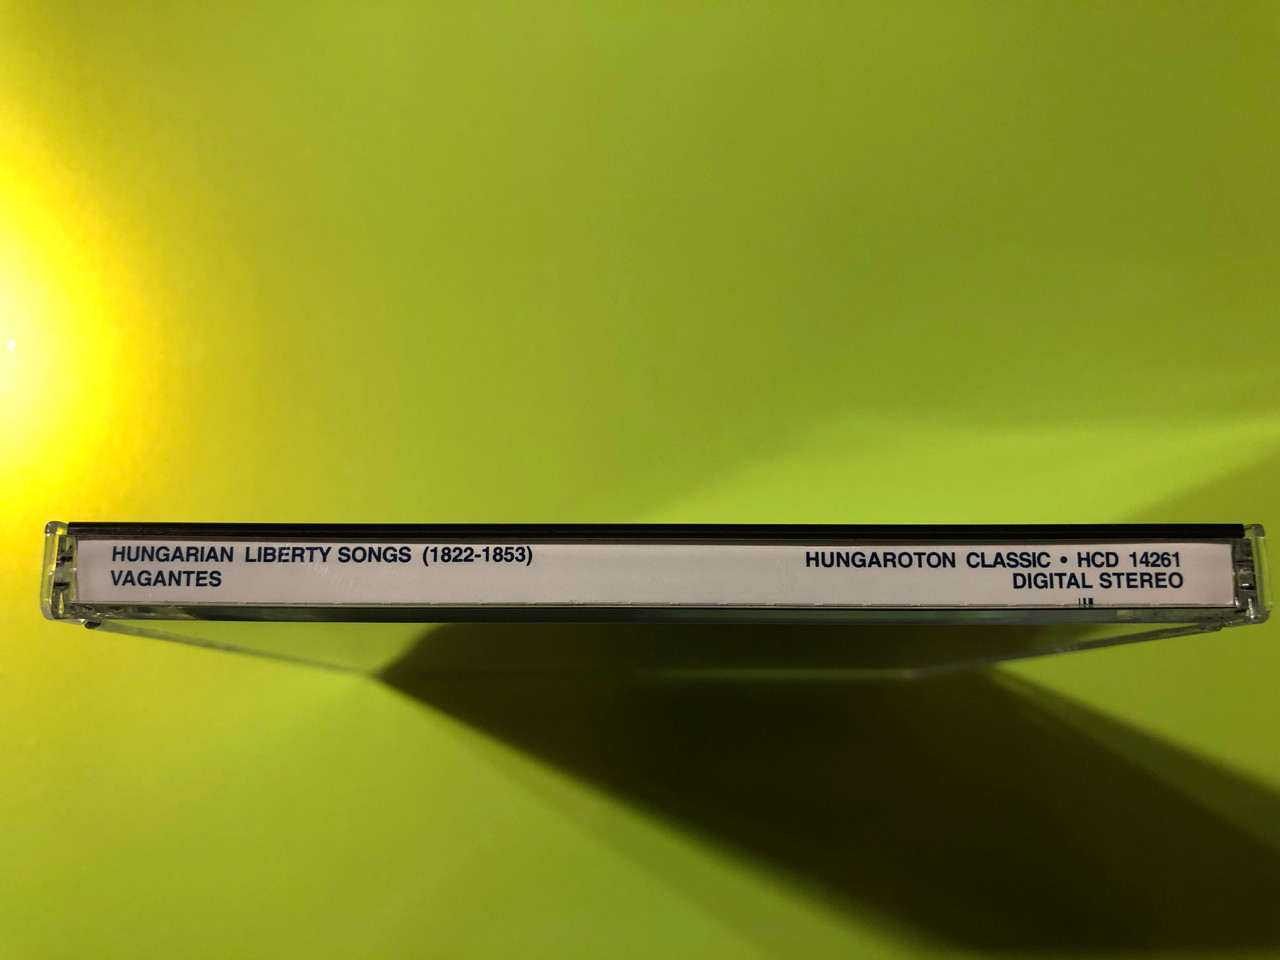 HUNGARIAN LIBERTY SONGS (1822-1853)
VAGANTES
HUNGAROTON CLASSIC • HCD 14261
DIGITAL STEREO